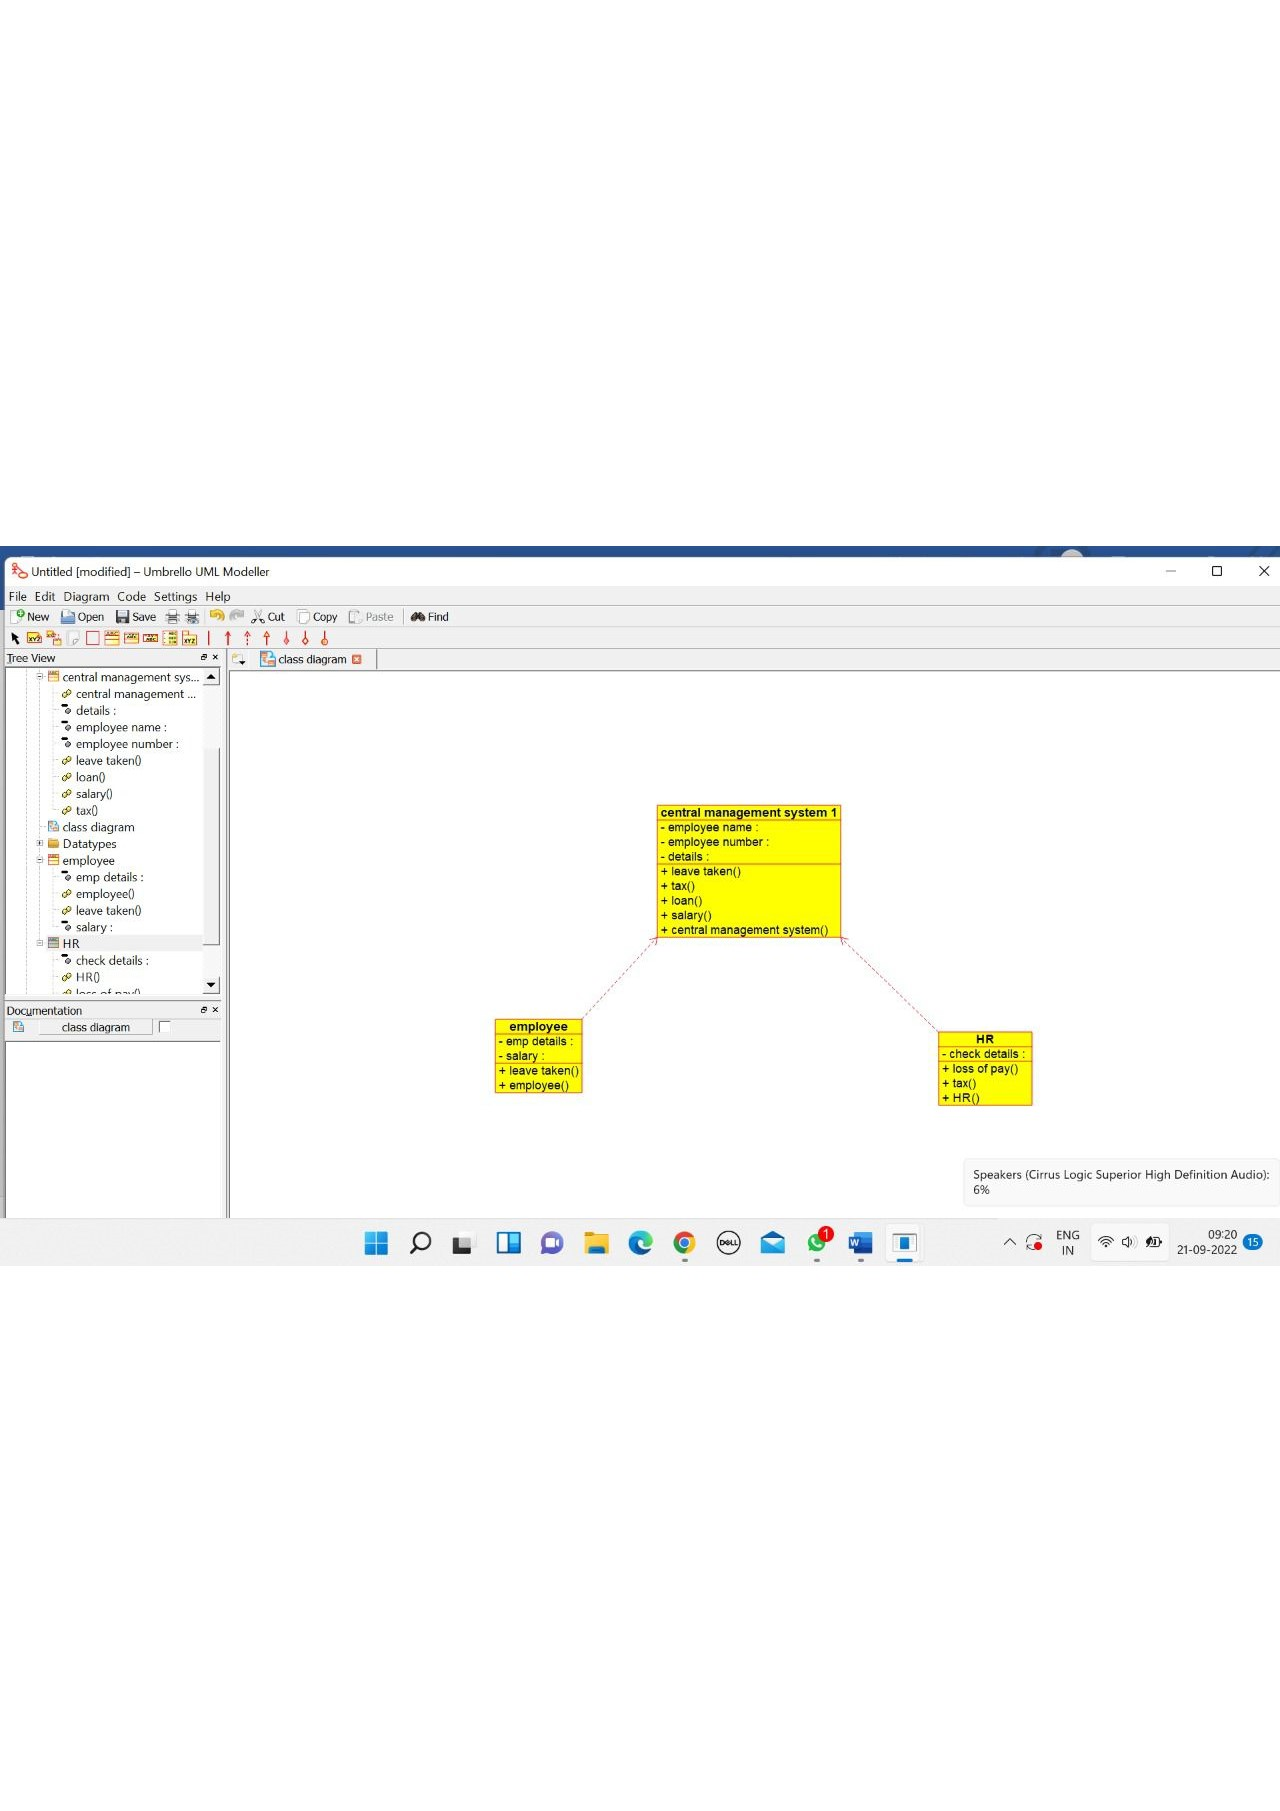 Untitled [modified] – Umbrello UML Modeller
File Edit Diagram Code Settings Help
New Open Save Cut Copy Paste Find
Tree View
class diagram
central management sys...
central management ...
details :
employee name :
employee number :
leave taken()
loan()
salary()
tax()
class diagram
Datatypes
employee
emp details :
employee()
leave taken()
salary :
HR
check details :
HR()
loss of pay()
Documentation
class diagram
central management system 1
- employee name :
- employee number :
- details :
+ leave taken()
+ tax()
+ loan()
+ salary()
+ central management system()
employee
- emp details :
- salary :
+ leave taken()
+ employee()
HR
- check details :
+ loss of pay()
+ tax()
+ HR()
Speakers (Cirrus Logic Superior High Definition Audio):
6%
DELL
1
W
ENG
IN
09:20
21-09-2022
15